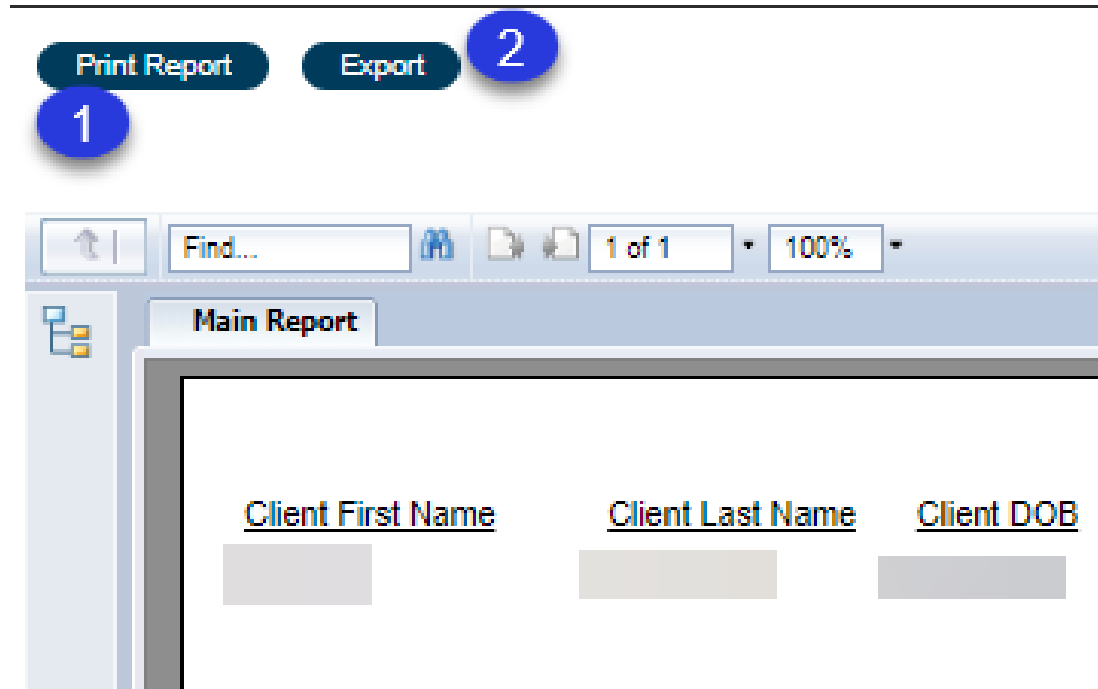 Print Report Export 2
1
Find... 1 of 1 100%
Main Report
Client First Name Client Last Name Client DOB